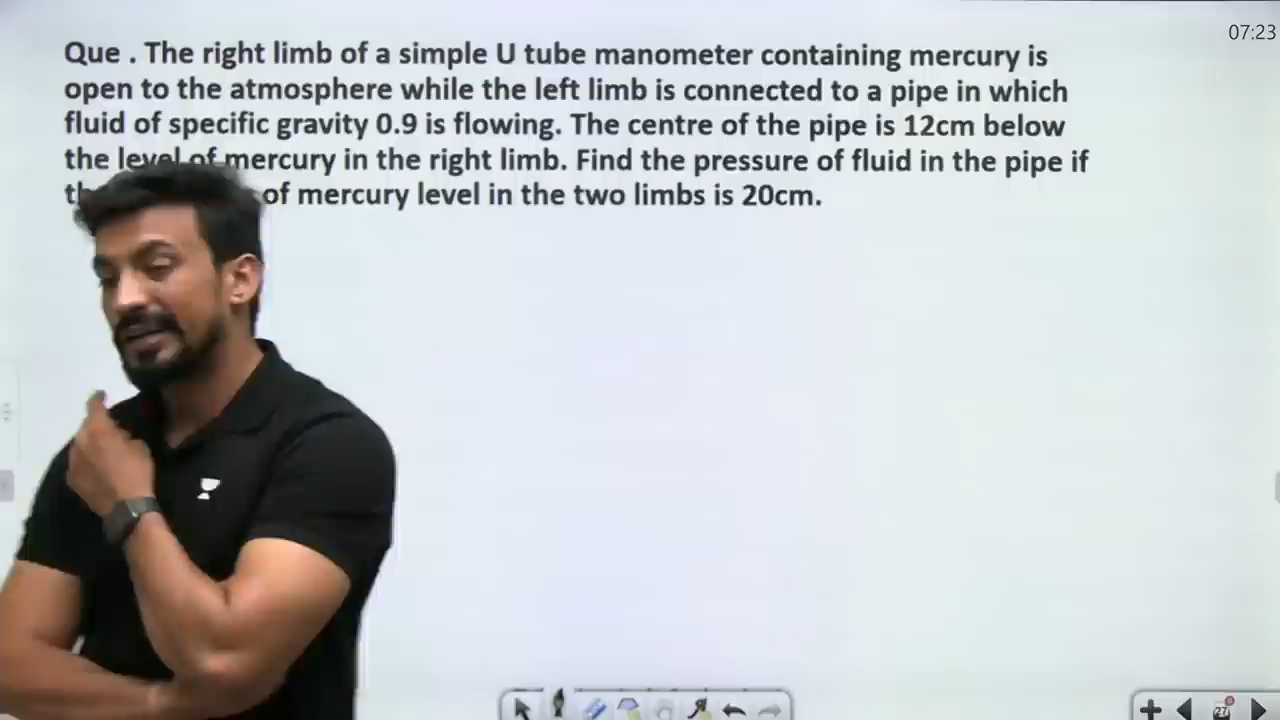 07:23
Que . The right limb of a simple U tube manometer containing mercury is
open to the atmosphere while the left limb is connected to a pipe in which
fluid of specific gravity 0.9 is flowing. The centre of the pipe is 12cm below
the level of mercury in the right limb. Find the pressure of fluid in the pipe if
of mercury level in the two limbs is 20cm.